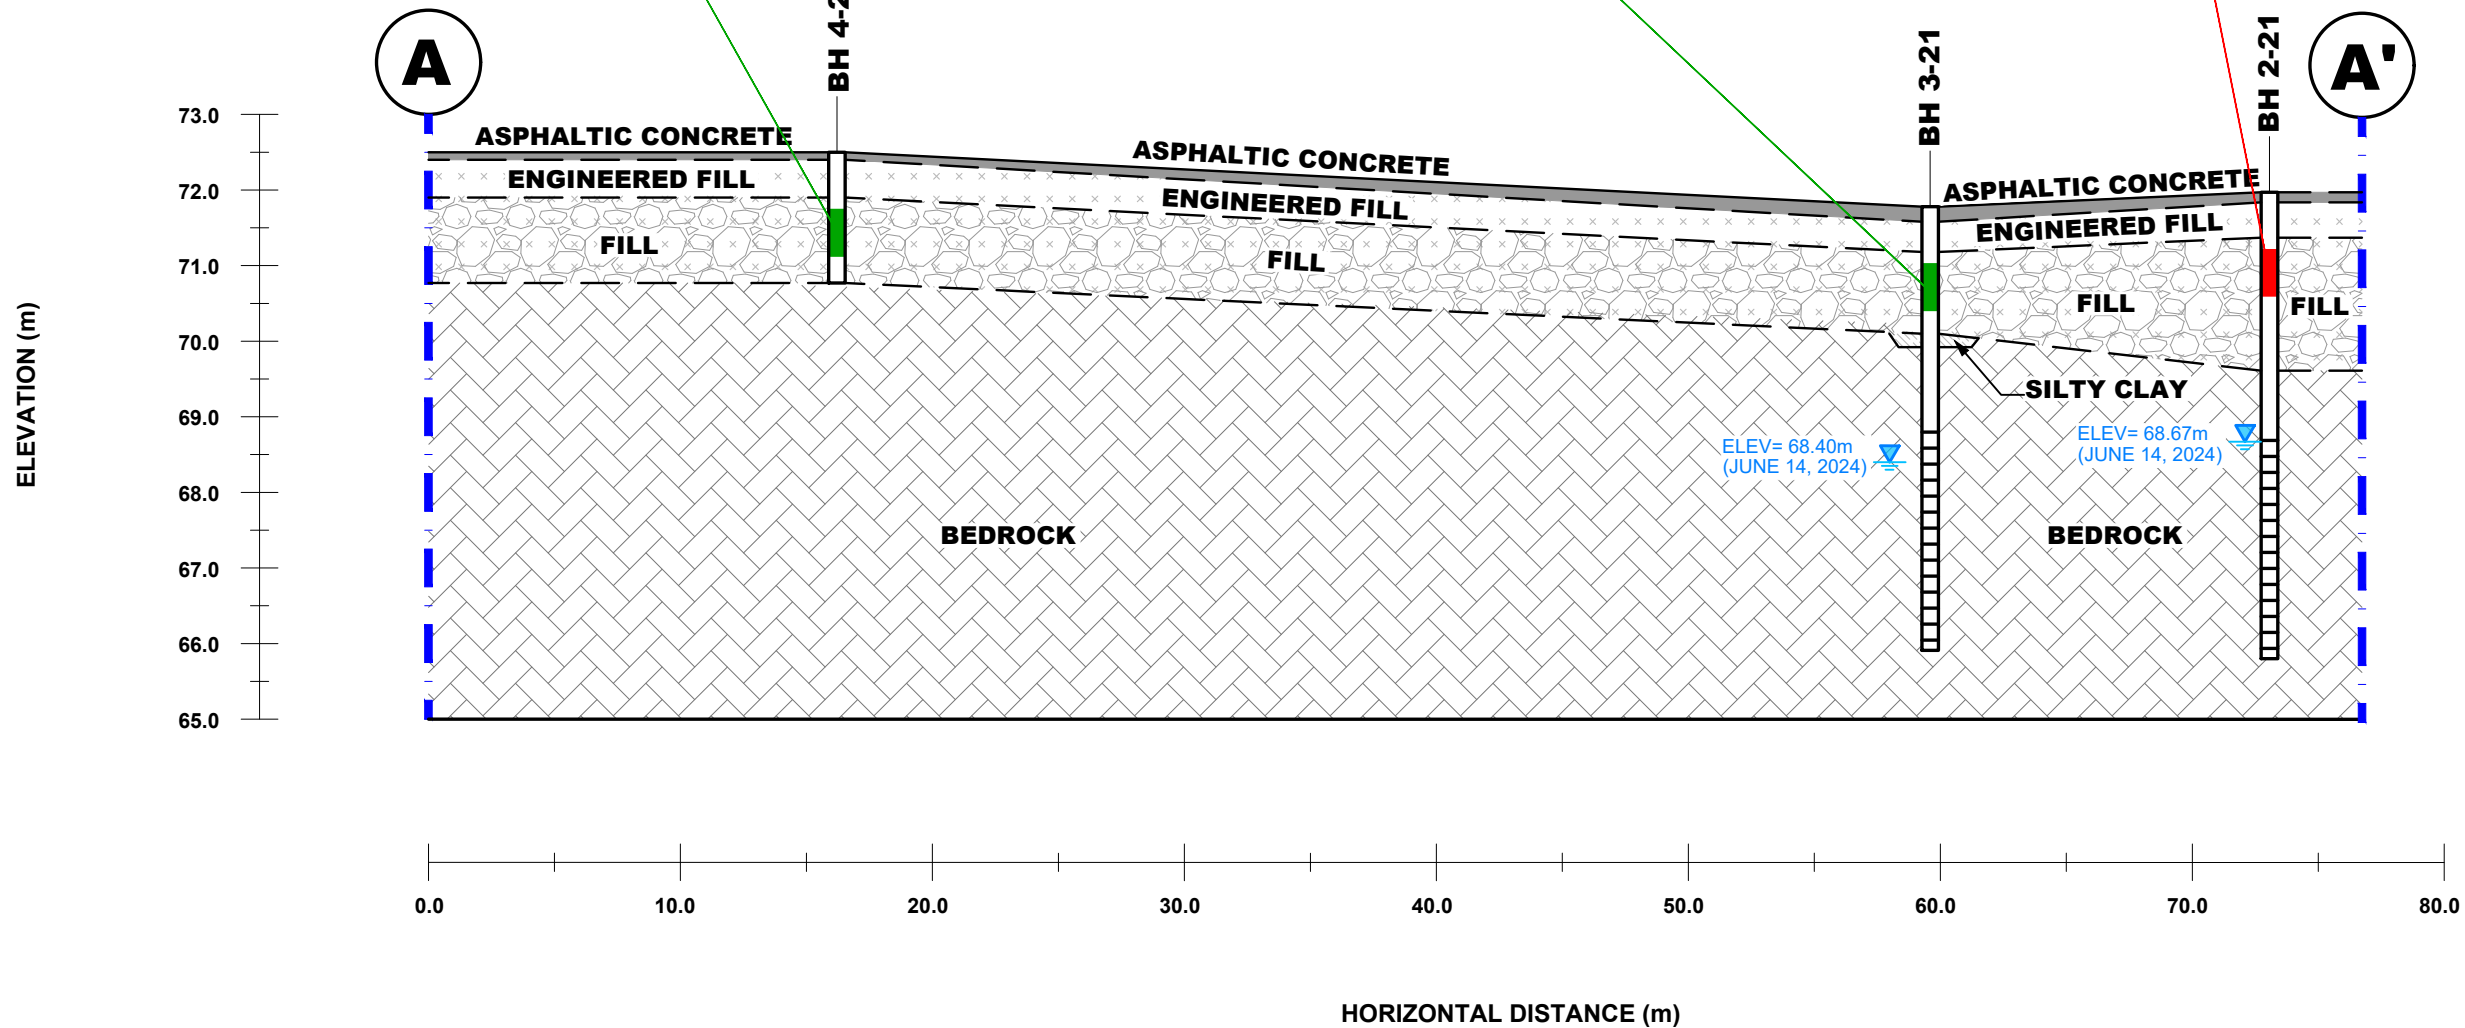 A
BH 4-2
BH 3-21
BH 2-21
A'
73.0
72.0
71.0
70.0
69.0
68.0
67.0
66.0
65.0
ELEVATION (m)
ASPHALTIC CONCRETE
ENGINEERED FILL
FILL
ASPHALTIC CONCRETE
ENGINEERED FILL
FILL
ASPHALTIC CONCRETE
ENGINEERED FILL
FILL
FILL
SILTY CLAY
ELEV= 68.40m
(JUNE 14, 2024)
ELEV= 68.67m
(JUNE 14, 2024)
BEDROCK
BEDROCK
0.0
10.0
20.0
30.0
40.0
50.0
60.0
70.0
80.0
HORIZONTAL DISTANCE (m)